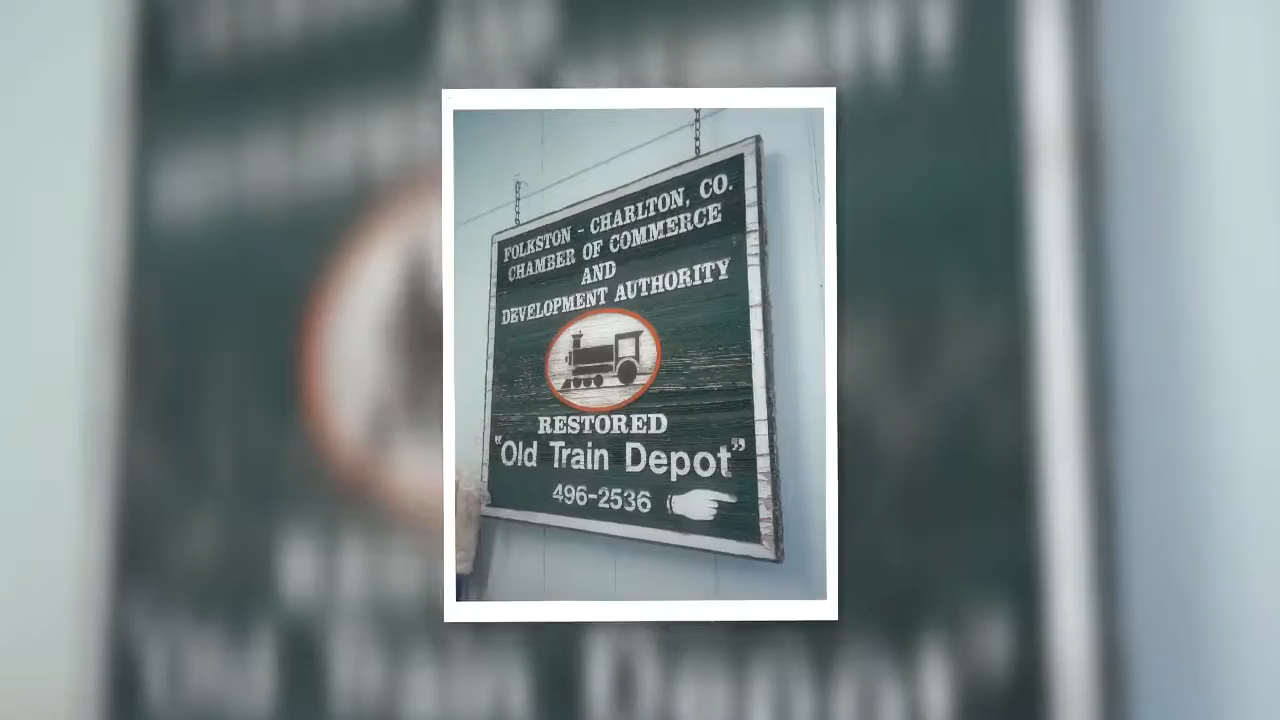 FOLKSTON - CHARLTON, CO.
CHAMBER OF COMMERCE
AND
DEVELOPMENT AUTHORITY
RESTORED
"Old Train Depot"
496-2536